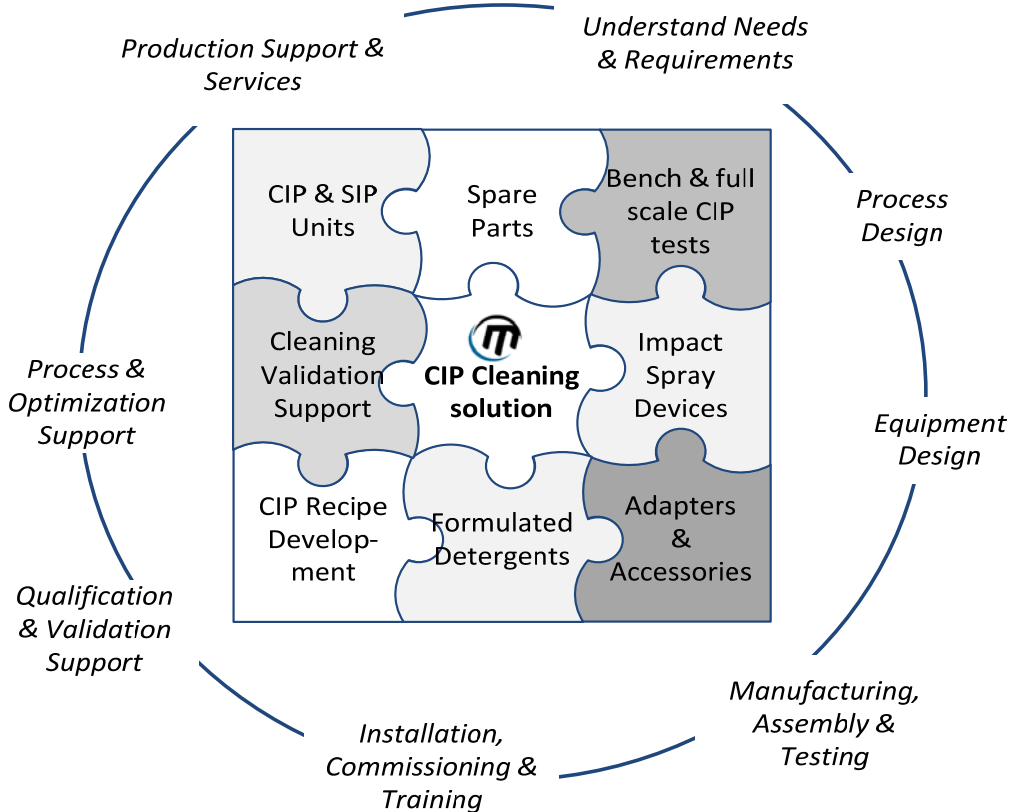 Understand Needs
& Requirements
Process
Design
Equipment
Design
Manufacturing,
Assembly &
Testing
Installation,
Commissioning &
Training
Qualification
& Validation
Support
Process &
Optimization
Support
Production Support &
Services
CIP & SIP
Units
Spare
Parts
Bench & full
scale CIP
tests
Cleaning
Validation
Support
m
CIP Cleaning
solution
Impact
Spray
Devices
CIP Recipe
Develop-
ment
Formulated
Detergents
Adapters
&
Accessories